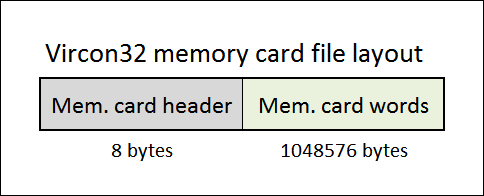 Vircon32 memory card file layout
Mem. card header Mem. card words
8 bytes 1048576 bytes